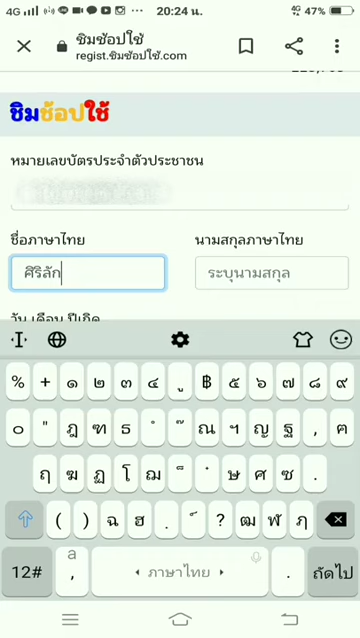 4G 20:24 น. 4G 47%
ชิมช้อปใช้
regist.ชิมช้อปใช้.com
ชิมช้อปใช้
หมายเลขบัตรประจำตัวประชาชน
ชื่อภาษาไทย นามสกุลภาษาไทย
ศิริลัก ระบุนามสกุล
วัน เดือน ปีเกิด
% + ๑ ๒ ๓ ๔ ู ฿ ๕ ๖ ๗ ๘ ๙
๐ " ฎ ฑ ธ ํ ๊ ณ ฯ ญ ฐ , ฅ
ฤ ฆ ฏ โ ฌ ็ ๋ ษ ศ ซ .
( ) ฉ ฮ . ์ ? ฒ ฬ ฦ
12# a , ภาษาไทย . ถัดไป